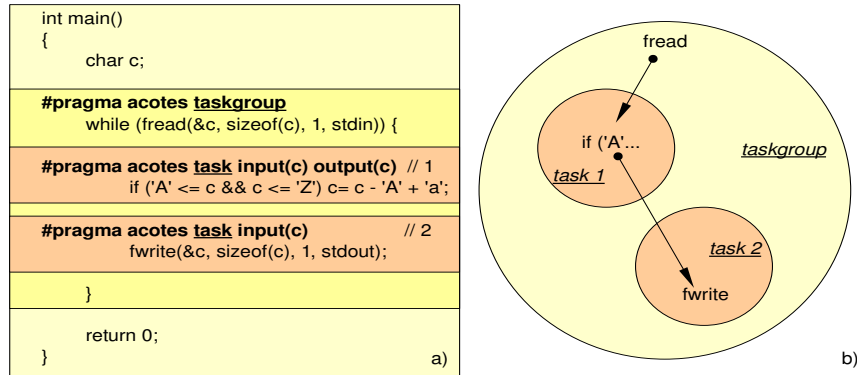 int main()
{
char c;
#pragma acotes taskgroup
while (fread(&c, sizeof(c), 1, stdin)) {
#pragma acotes task input(c) output(c) // 1
if ('A' <= c && c <= 'Z') c= c - 'A' + 'a';
#pragma acotes task input(c) // 2
fwrite(&c, sizeof(c), 1, stdout);
}
return 0;
}
a)
fread
if ('A'...
task 1
taskgroup
task 2
fwrite
b)